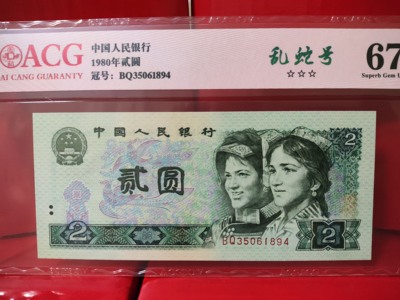 ACG
AI CANG GUARANTY
中国人民银行
1980年贰圆
冠号: BQ35061894
乱蛇号
☆☆☆
67
Superb Gem U
中国人民银行
贰圆
2
BQ35061894
2
2